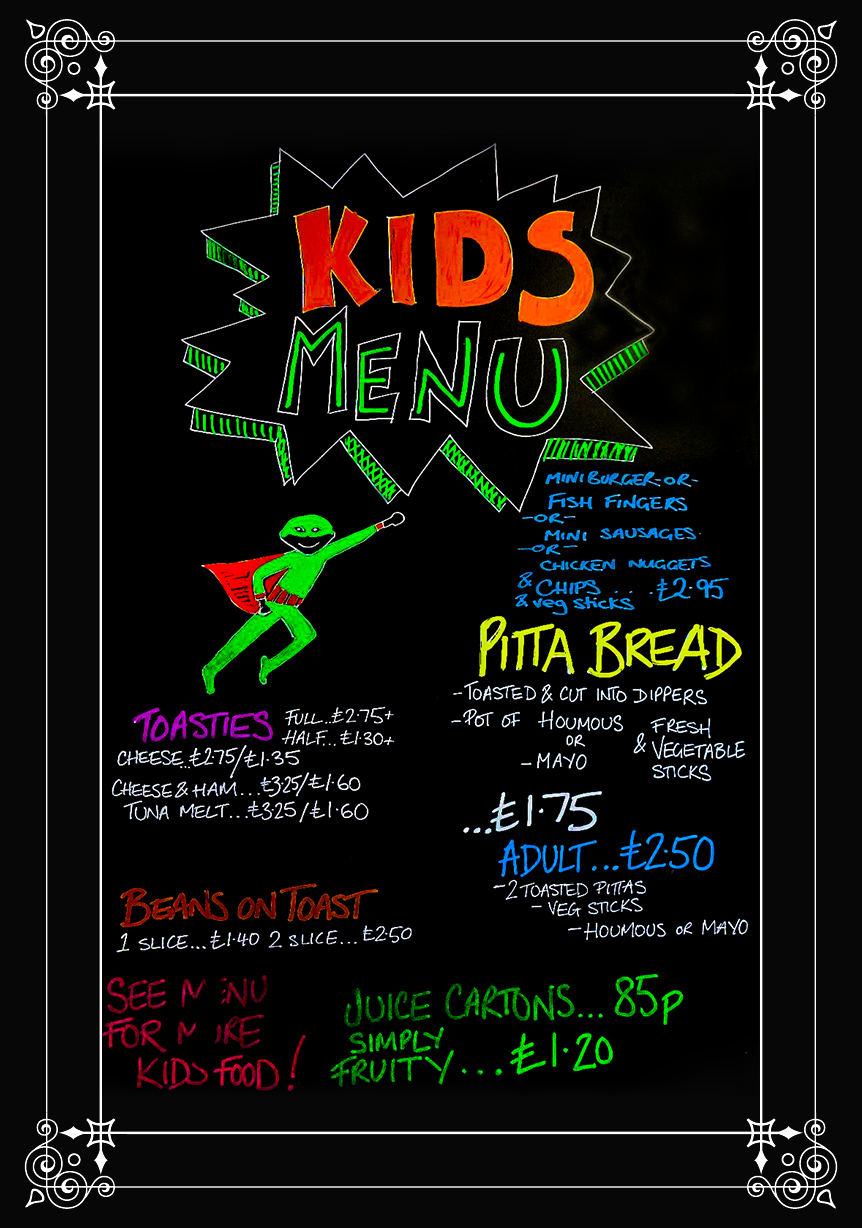 KIDS
MENU
MINI BURGER -OR-
FISH FINGERS
-OR-
MINI SAUSAGES.
-OR-
CHICKEN NUGGETS
& CHIPS . . . . £2.95
& veg sticks
PITTA BREAD
-TOASTED & CUT INTO DIPPERS
-POT OF HOUMOUS
OR
-MAYO
& FRESH
VEGETABLE
STICKS
...£1.75
ADULT...£2.50
-2 TOASTED PITTAS
- VEG STICKS
-HOUMOUS OR MAYO
TOASTIES FULL...£2.75+
HALF...£1.30+
CHEESE...£2.75/£1.35
CHEESE & HAM...£3.25/£1.60
TUNA MELT...£3.25/£1.60
BEANS ON TOAST
1 SLICE...£1.40 2 SLICE...£2.50
SEE MENU
FOR MORE
KIDS FOOD!
JUICE CARTONS... 85p
SIMPLY
FRUITY...£1.20